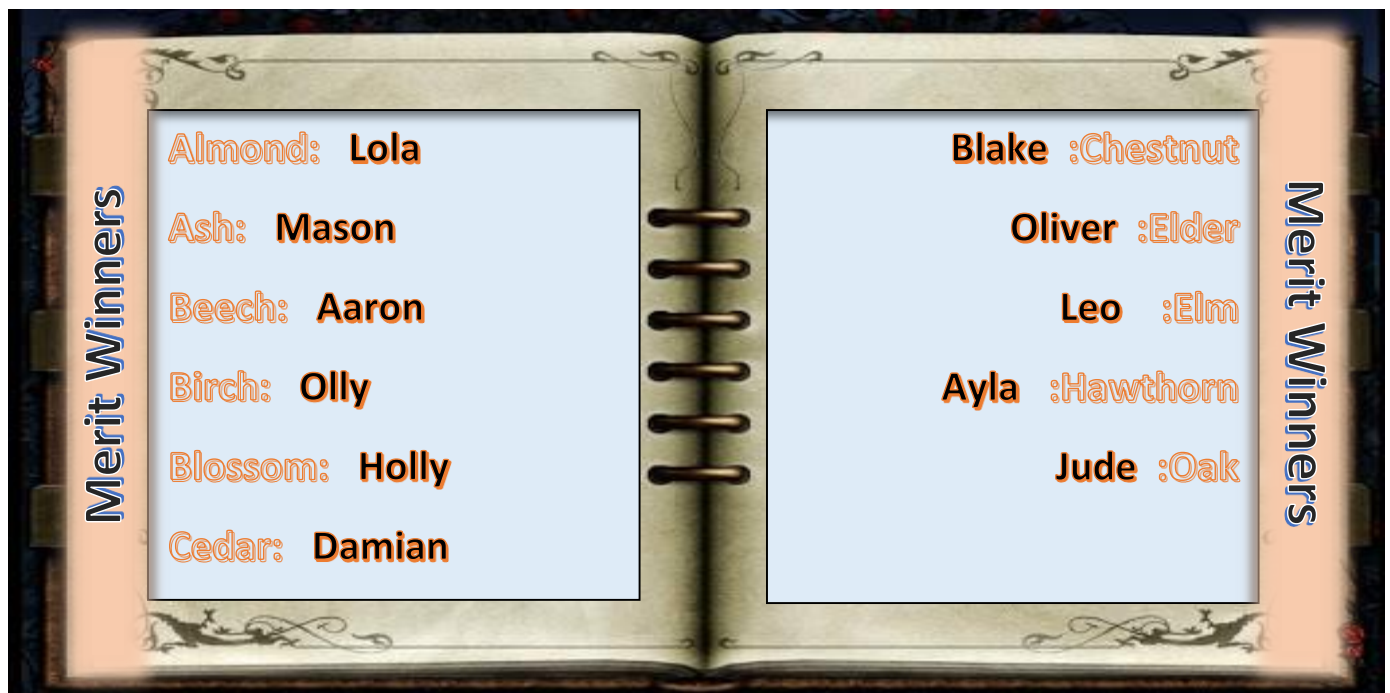 Merit Winners
Almond: Lola
Ash: Mason
Beech: Aaron
Birch: Olly
Blossom: Holly
Cedar: Damian
Blake :Chestnut
Oliver :Elder
Leo :Elm
Ayla :Hawthorn
Jude :Oak
Merit Winners